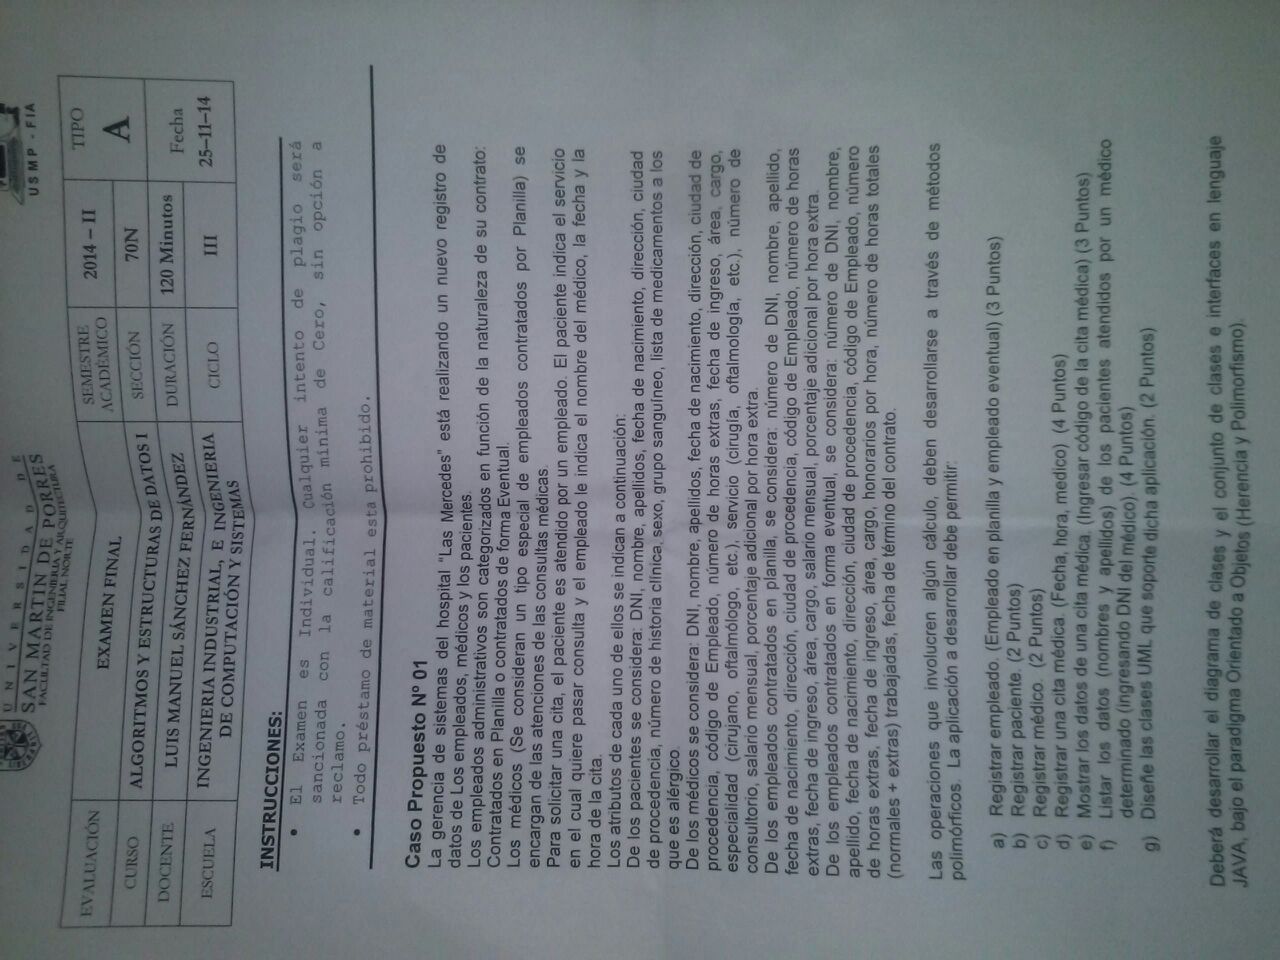 UNIVERSIDAD DE
SAN MARTIN DE PORRES
FACULTAD DE INGENIERIA Y ARQUITECTURA
FILIAL NORTE
USMP - FIA
EVALUACIÓN
EXAMEN FINAL
SEMESTRE ACADÉMICO
2014 – II
TIPO
A
CURSO
ALGORITMOS Y ESTRUCTURAS DE DATOS I
SECCIÓN
70N
DOCENTE
LUIS MANUEL SÁNCHEZ FERNÁNDEZ
DURACIÓN
120 Minutos
Fecha
25–11–14
ESCUELA
INGENIERIA INDUSTRIAL, E INGENIERIA
DE COMPUTACIÓN Y SISTEMAS
CICLO
III
INSTRUCCIONES:
• El Examen es Individual. Cualquier intento de plagio será
sancionada con la calificación mínima de Cero, sin opción a
reclamo.
• Todo préstamo de material esta prohibido.
Caso Propuesto Nº 01
La gerencia de sistemas del hospital “Las Mercedes” está realizando un nuevo registro de
datos de Los empleados, médicos y los pacientes.
Los empleados administrativos son categorizados en función de la naturaleza de su contrato:
Contratados en Planilla o contratados de forma Eventual.
Los médicos (Se consideran un tipo especial de empleados contratados por Planilla) se
encargan de las atenciones de las consultas médicas.
Para solicitar una cita, el paciente es atendido por un empleado. El paciente indica el servicio
en el cual quiere pasar consulta y el empleado le indica el nombre del médico, la fecha y la
hora de la cita.
Los atributos de cada uno de ellos se indican a continuación:
De los pacientes se considera: DNI, nombre, apellidos, fecha de nacimiento, dirección, ciudad
de procedencia, número de historia clínica, sexo, grupo sanguíneo, lista de medicamentos a los
que es alérgico.
De los médicos se considera: DNI, nombre, apellidos, fecha de nacimiento, dirección, ciudad de
procedencia, código de Empleado, número de horas extras, fecha de ingreso, área, cargo,
especialidad (cirujano, oftalmólogo, etc.), servicio (cirugía, oftalmología, etc.), número de
consultorio, salario mensual, porcentaje adicional por hora extra.
De los empleados contratados en planilla, se considera: número de DNI, nombre, apellido,
fecha de nacimiento, dirección, ciudad de procedencia, código de Empleado, número de horas
extras, fecha de ingreso, área, cargo, salario mensual, porcentaje adicional por hora extra.
De los empleados contratados en forma eventual, se considera: número de DNI, nombre,
apellido, fecha de nacimiento, dirección, ciudad de procedencia, código de Empleado, número
de horas extras, fecha de ingreso, área, cargo, honorarios por hora, número de horas totales
(normales + extras) trabajadas, fecha de término del contrato.
Las operaciones que involucren algún cálculo, deben desarrollarse a través de métodos
polimórficos. La aplicación a desarrollar debe permitir:
a) Registrar empleado. (Empleado en planilla y empleado eventual) (3 Puntos)
b) Registrar paciente. (2 Puntos)
c) Registrar médico. (2 Puntos)
d) Registrar una cita médica. (Fecha, hora, medico) (4 Puntos)
e) Mostrar los datos de una cita médica. (Ingresar código de la cita médica) (3 Puntos)
f) Listar los datos (nombres y apellidos) de los pacientes atendidos por un médico
determinado (ingresando DNI del médico). (4 Puntos)
g) Diseñe las clases UML que soporte dicha aplicación. (2 Puntos)
Deberá desarrollar el diagrama de clases y el conjunto de clases e interfaces en lenguaje
JAVA, bajo el paradigma Orientado a Objetos (Herencia y Polimorfismo).